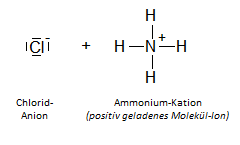 H
Cl⁻ + H N⁺ H
H
Chlorid- Ammonium-Kation
Anion (positiv geladenes Molekül-Ion)